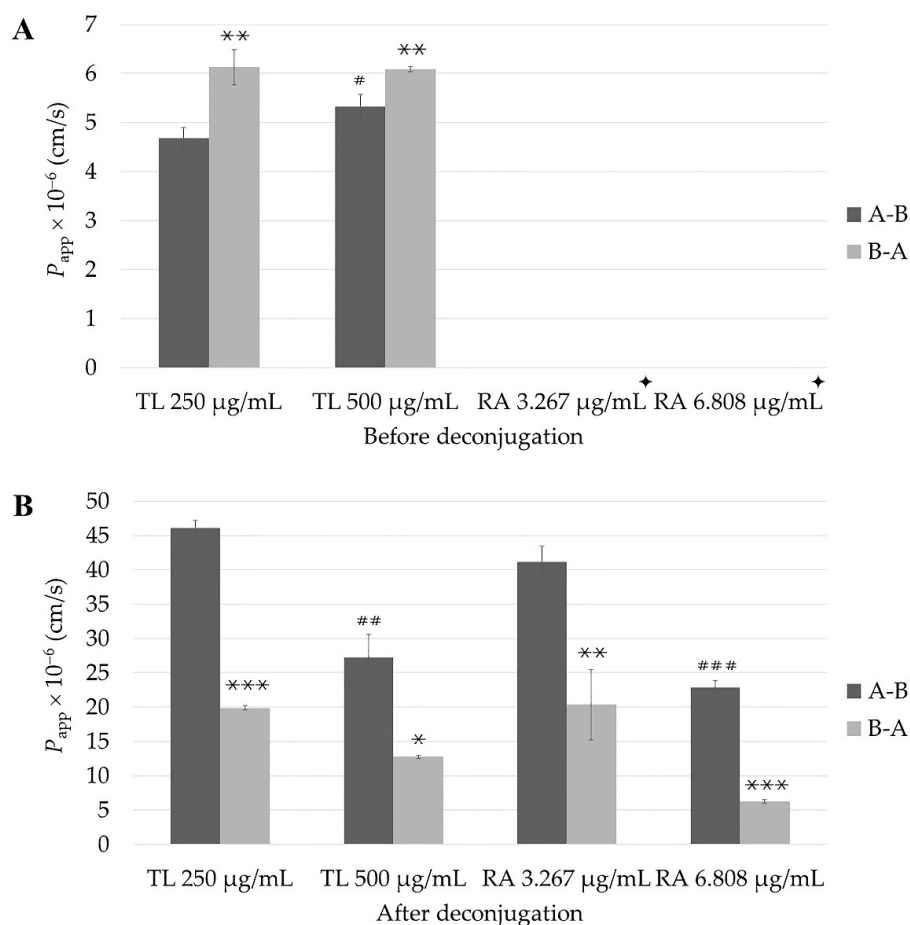 A
7
6
5
4
3
2
1
0
P_app × 10⁻⁶ (cm/s)
**
#
**
A-B
B-A
TL 250 µg/mL TL 500 µg/mL RA 3.267 µg/mL✦ RA 6.808 µg/mL✦
Before deconjugation
B
50
45
40
35
30
25
20
15
10
5
0
P_app × 10⁻⁶ (cm/s)
***
##
*
**
###
***
A-B
B-A
TL 250 µg/mL TL 500 µg/mL RA 3.267 µg/mL RA 6.808 µg/mL
After deconjugation